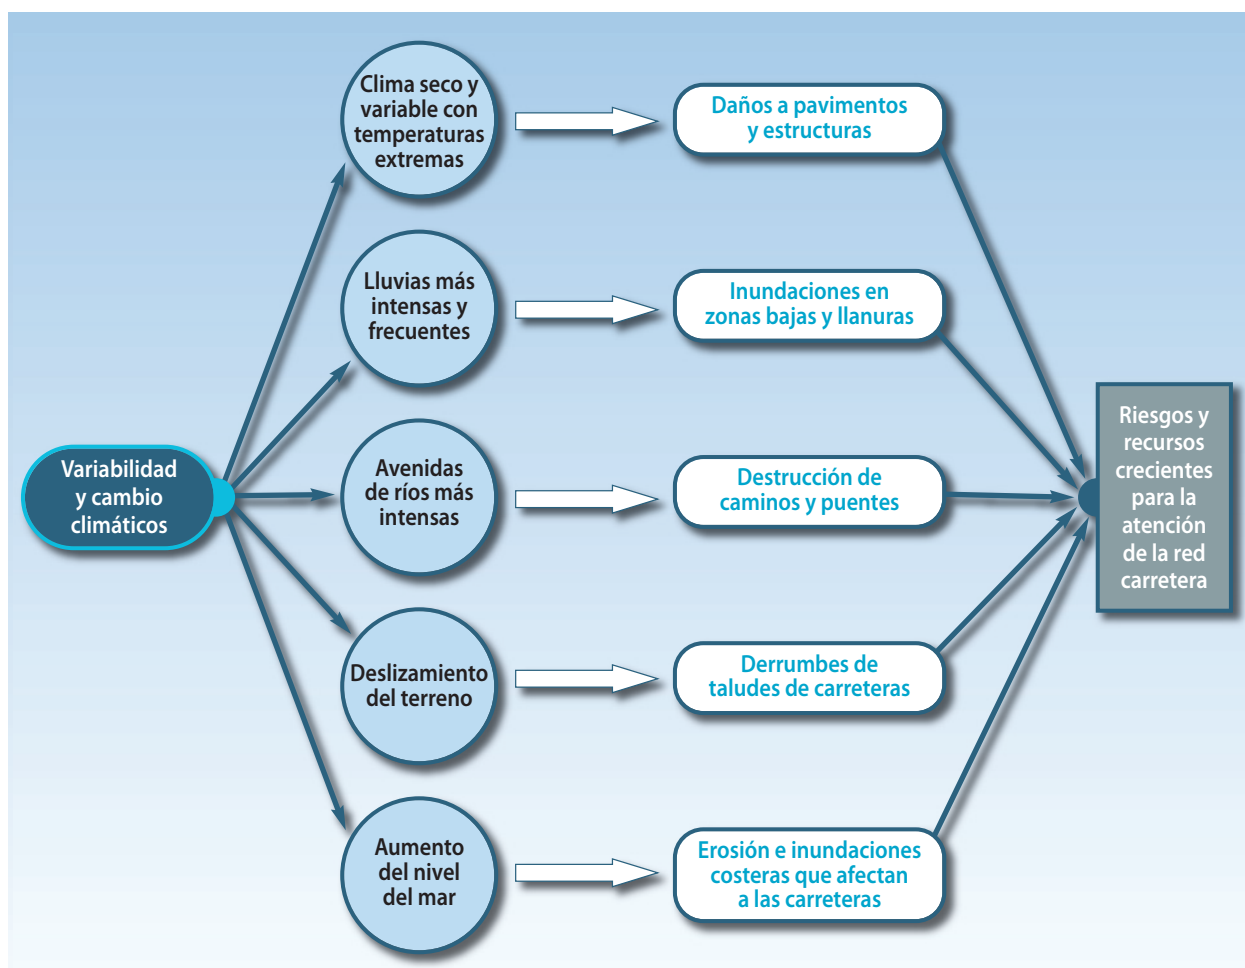 Clima seco y
variable con
temperaturas
extremas
Daños a pavimentos
y estructuras
Lluvias más
intensas y
frecuentes
Inundaciones en
zonas bajas y llanuras
Variabilidad
y cambio
climáticos
Avenidas
de ríos más
intensas
Destrucción de
caminos y puentes
Riesgos y
recursos
crecientes
para la
atención
de la red
carretera
Deslizamiento
del terreno
Derrumbes de
taludes de carreteras
Aumento
del nivel
del mar
Erosión e inundaciones
costeras que afectan
a las carreteras